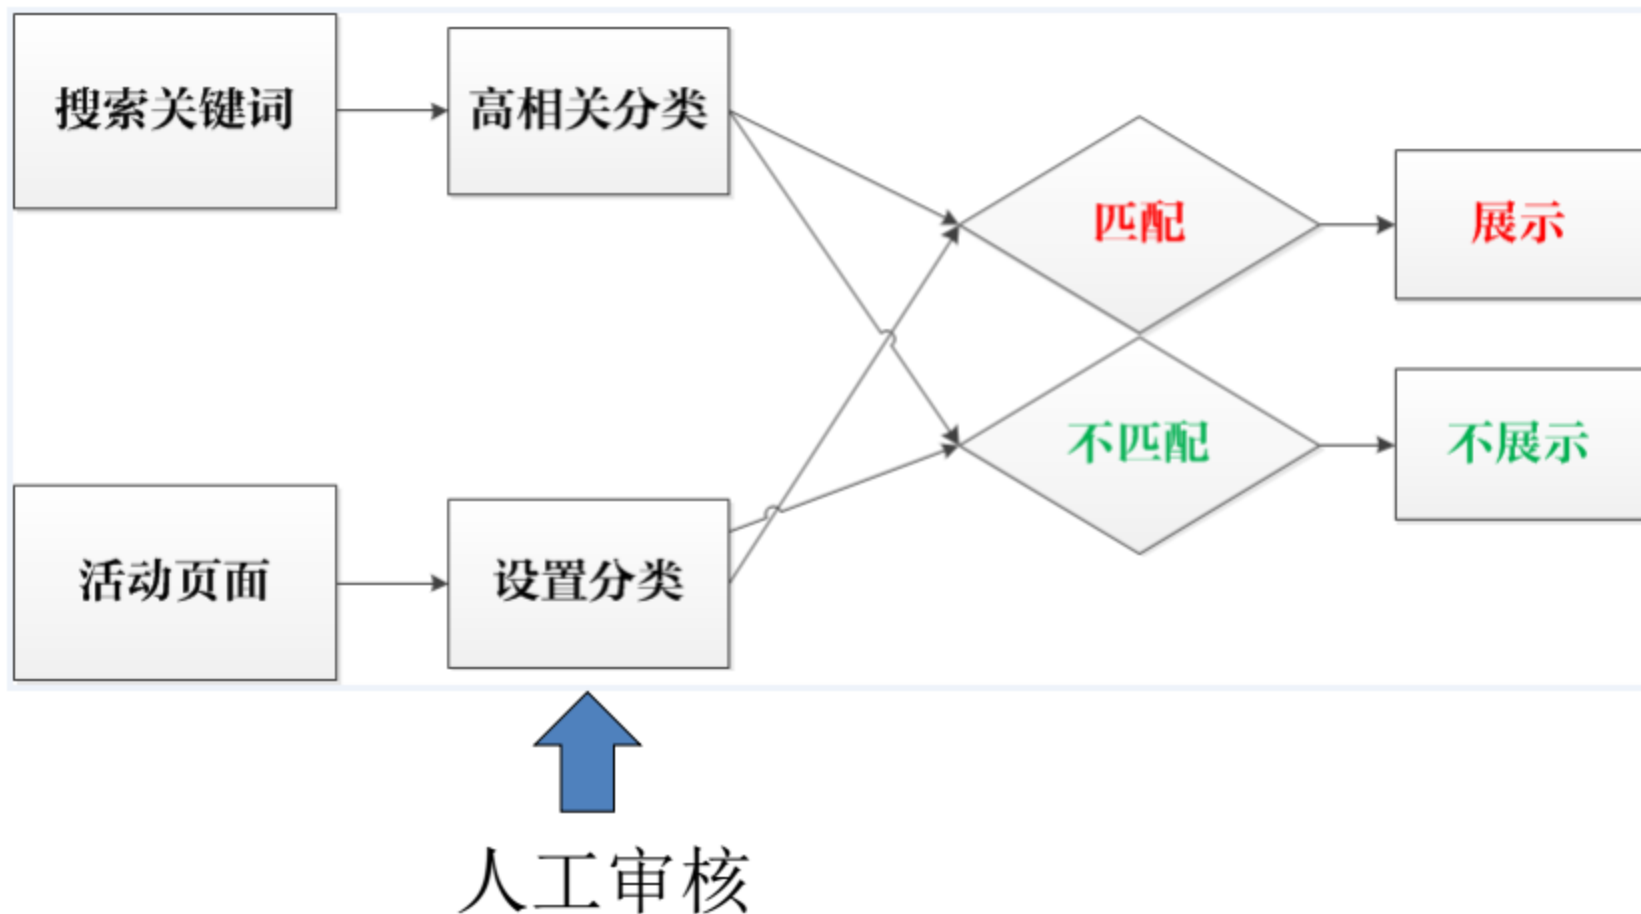 搜索关键词
高相关分类
匹配
展示
不匹配
不展示
活动页面
设置分类
人工审核